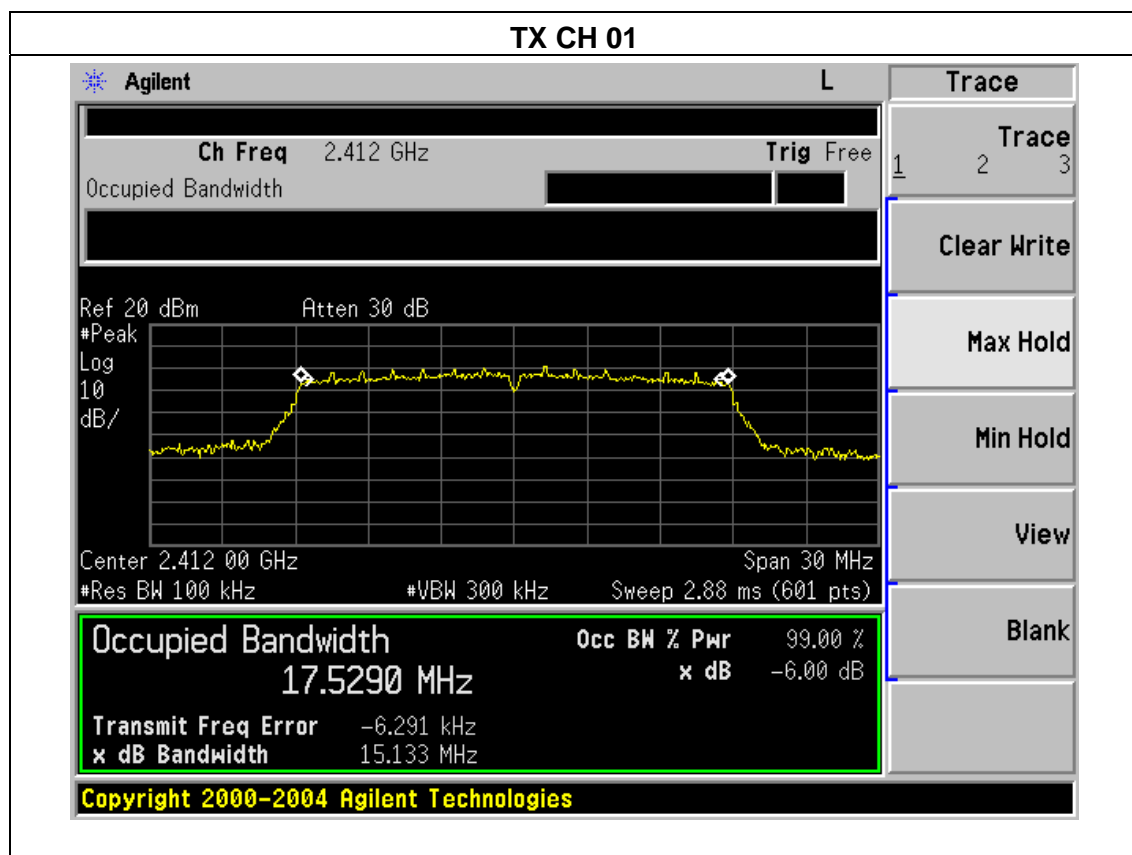 TX CH 01
Agilent L Trace
Ch Freq 2.412 GHz Trig Free
Occupied Bandwidth
Trace
1 2 3
Clear Write
Max Hold
Min Hold
View
Blank
Ref 20 dBm Atten 30 dB
#Peak
Log
10
dB/
Center 2.412 00 GHz Span 30 MHz
#Res BW 100 kHz #VBW 300 kHz Sweep 2.88 ms (601 pts)
Occupied Bandwidth Occ BW % Pwr 99.00 %
17.5290 MHz x dB -6.00 dB
Transmit Freq Error -6.291 kHz
x dB Bandwidth 15.133 MHz
Copyright 2000-2004 Agilent Technologies